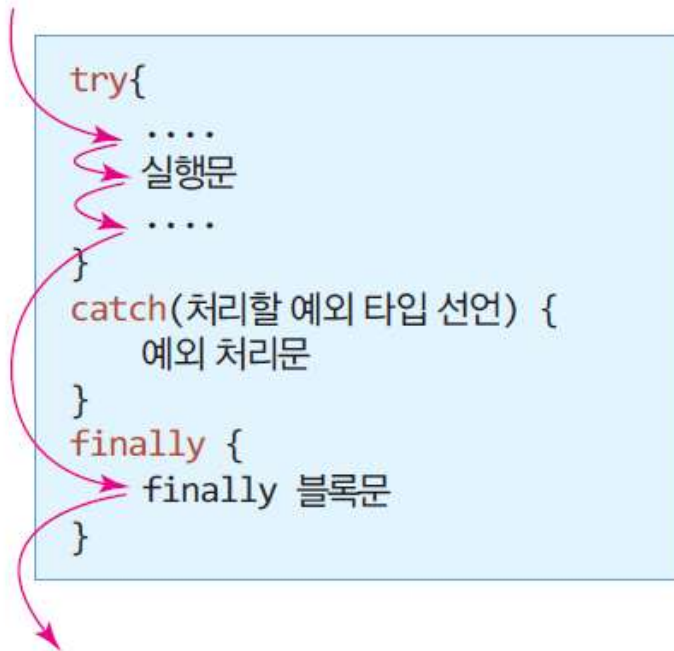 try{
....
실행문
....
}
catch(처리할 예외 타입 선언) {
예외 처리문
}
finally {
finally 블록문
}